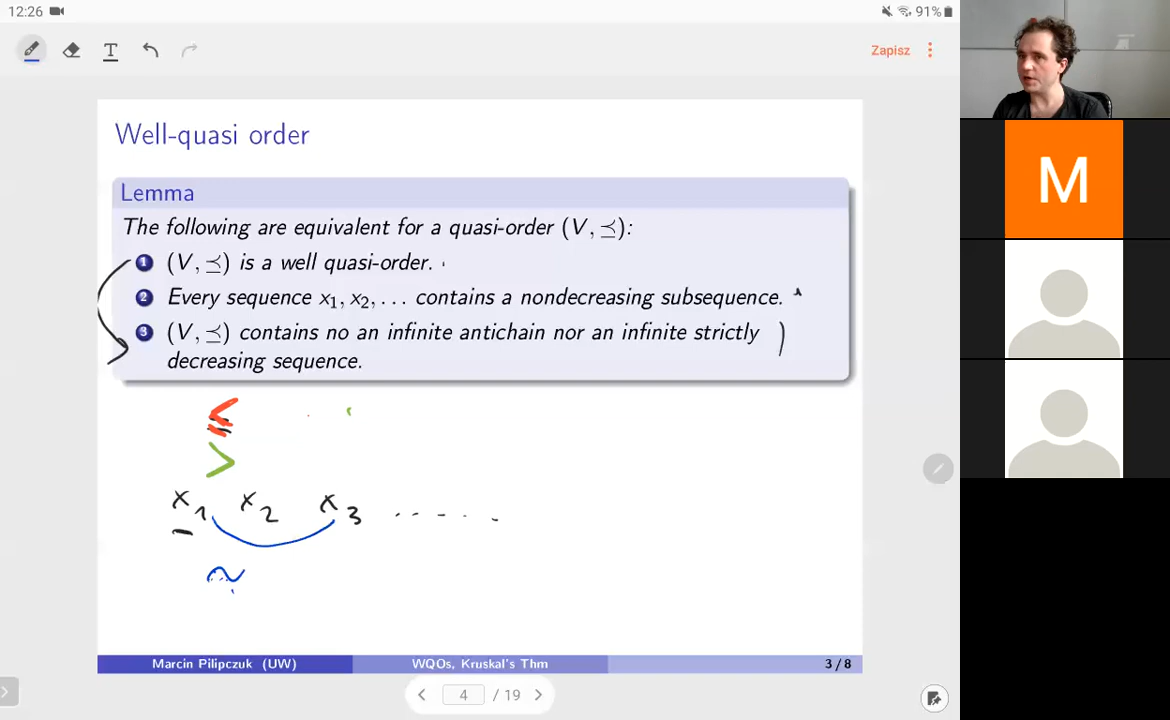 12:26
91%
T
Zapisz
Well-quasi order
Lemma
The following are equivalent for a quasi-order (V, ⪯):
1 (V, ⪯) is a well quasi-order.
2 Every sequence x₁, x₂, ... contains a nondecreasing subsequence.
3 (V, ⪯) contains no an infinite antichain nor an infinite strictly
decreasing sequence.
≤
>
x₁ x₂ x₃ .....
~
Marcin Pilipczuk (UW) WQOs, Kruskal's Thm 3 / 8
4 / 19
M